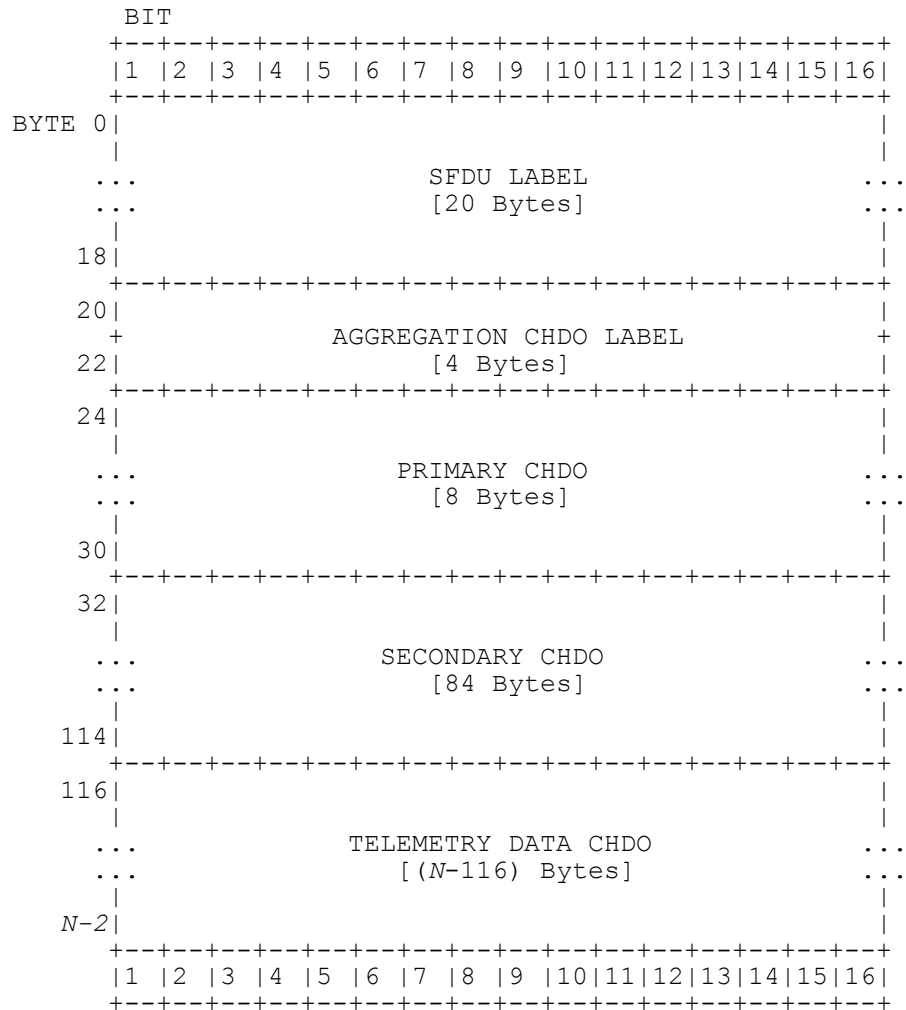 BIT
+--+--+--+--+--+--+--+--+--+--+--+--+--+--+--+--+
|1 |2 |3 |4 |5 |6 |7 |8 |9 |10|11|12|13|14|15|16|
+--+--+--+--+--+--+--+--+--+--+--+--+--+--+--+--+
BYTE 0| |
| |
... SFDU LABEL ...
... [20 Bytes] ...
| |
18| |
+--+--+--+--+--+--+--+--+--+--+--+--+--+--+--+--+
20| |
+ AGGREGATION CHDO LABEL +
22| [4 Bytes] |
+--+--+--+--+--+--+--+--+--+--+--+--+--+--+--+--+
24| |
| |
... PRIMARY CHDO ...
... [8 Bytes] ...
| |
30| |
+--+--+--+--+--+--+--+--+--+--+--+--+--+--+--+--+
32| |
| |
... SECONDARY CHDO ...
... [84 Bytes] ...
| |
114| |
+--+--+--+--+--+--+--+--+--+--+--+--+--+--+--+--+
116| |
| |
... TELEMETRY DATA CHDO ...
... [(N-116) Bytes] ...
| |
N-2| |
+--+--+--+--+--+--+--+--+--+--+--+--+--+--+--+--+
|1 |2 |3 |4 |5 |6 |7 |8 |9 |10|11|12|13|14|15|16|
+--+--+--+--+--+--+--+--+--+--+--+--+--+--+--+--+